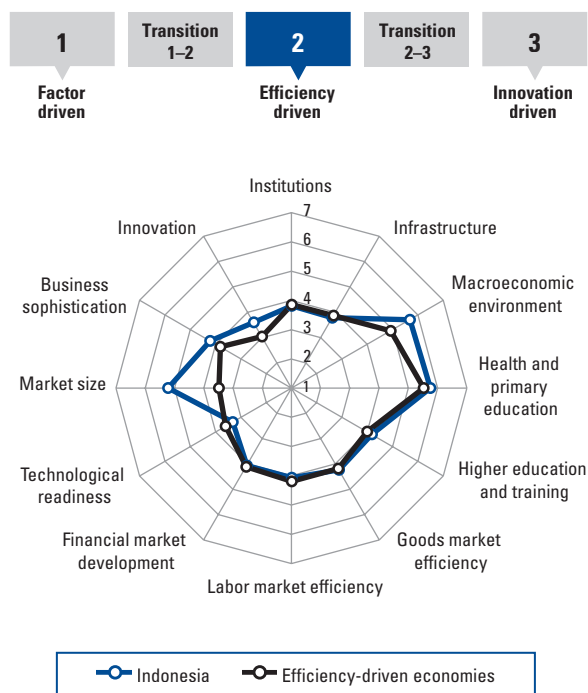 1
Transition
1–2
2
Transition
2–3
3
Factor
driven
Efficiency
driven
Innovation
driven
Institutions
7
Innovation
Infrastructure
6
5
Business
sophistication
Macroeconomic
environment
4
3
2
Market size
1
Health and
primary
education
Technological
readiness
Higher education
and training
Financial market
development
Goods market
efficiency
Labor market efficiency
Indonesia
Efficiency-driven economies